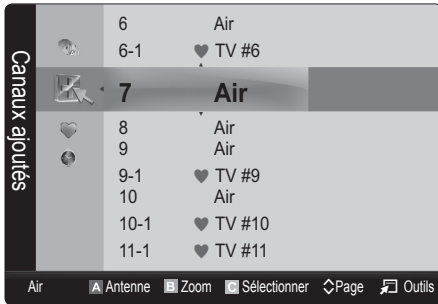 Canaux ajoutés
6 Air
6-1 ♥ TV #6
7 Air
8 Air
9 Air
9-1 ♥ TV #9
10 Air
10-1 ♥ TV #10
11-1 ♥ TV #11
Air A Antenne B Zoom C Sélectionner Page Outils